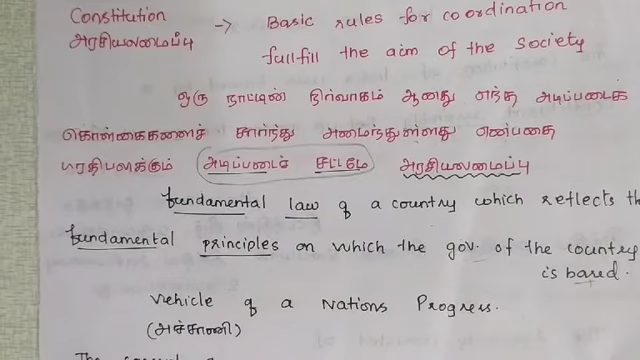 Constitution → Basic rules for coordination
அரசியலமைப்பு fullfill the aim of the Society
ஒரு நாட்டின் நிர்வாகம் ஆனது எந்த அடிப்படைக்
கொள்கைகளைச் சார்ந்து அமைந்துள்ளது என்பதை
பிரதிபலிக்கும் அடிப்படைச் சட்டமே அரசியலமைப்பு
fundamental law of a country which reflects th
fundamental principles on which the gov. of the country
is based.
Vehicle of a Nations Progress.
(அச்சாணி)
The